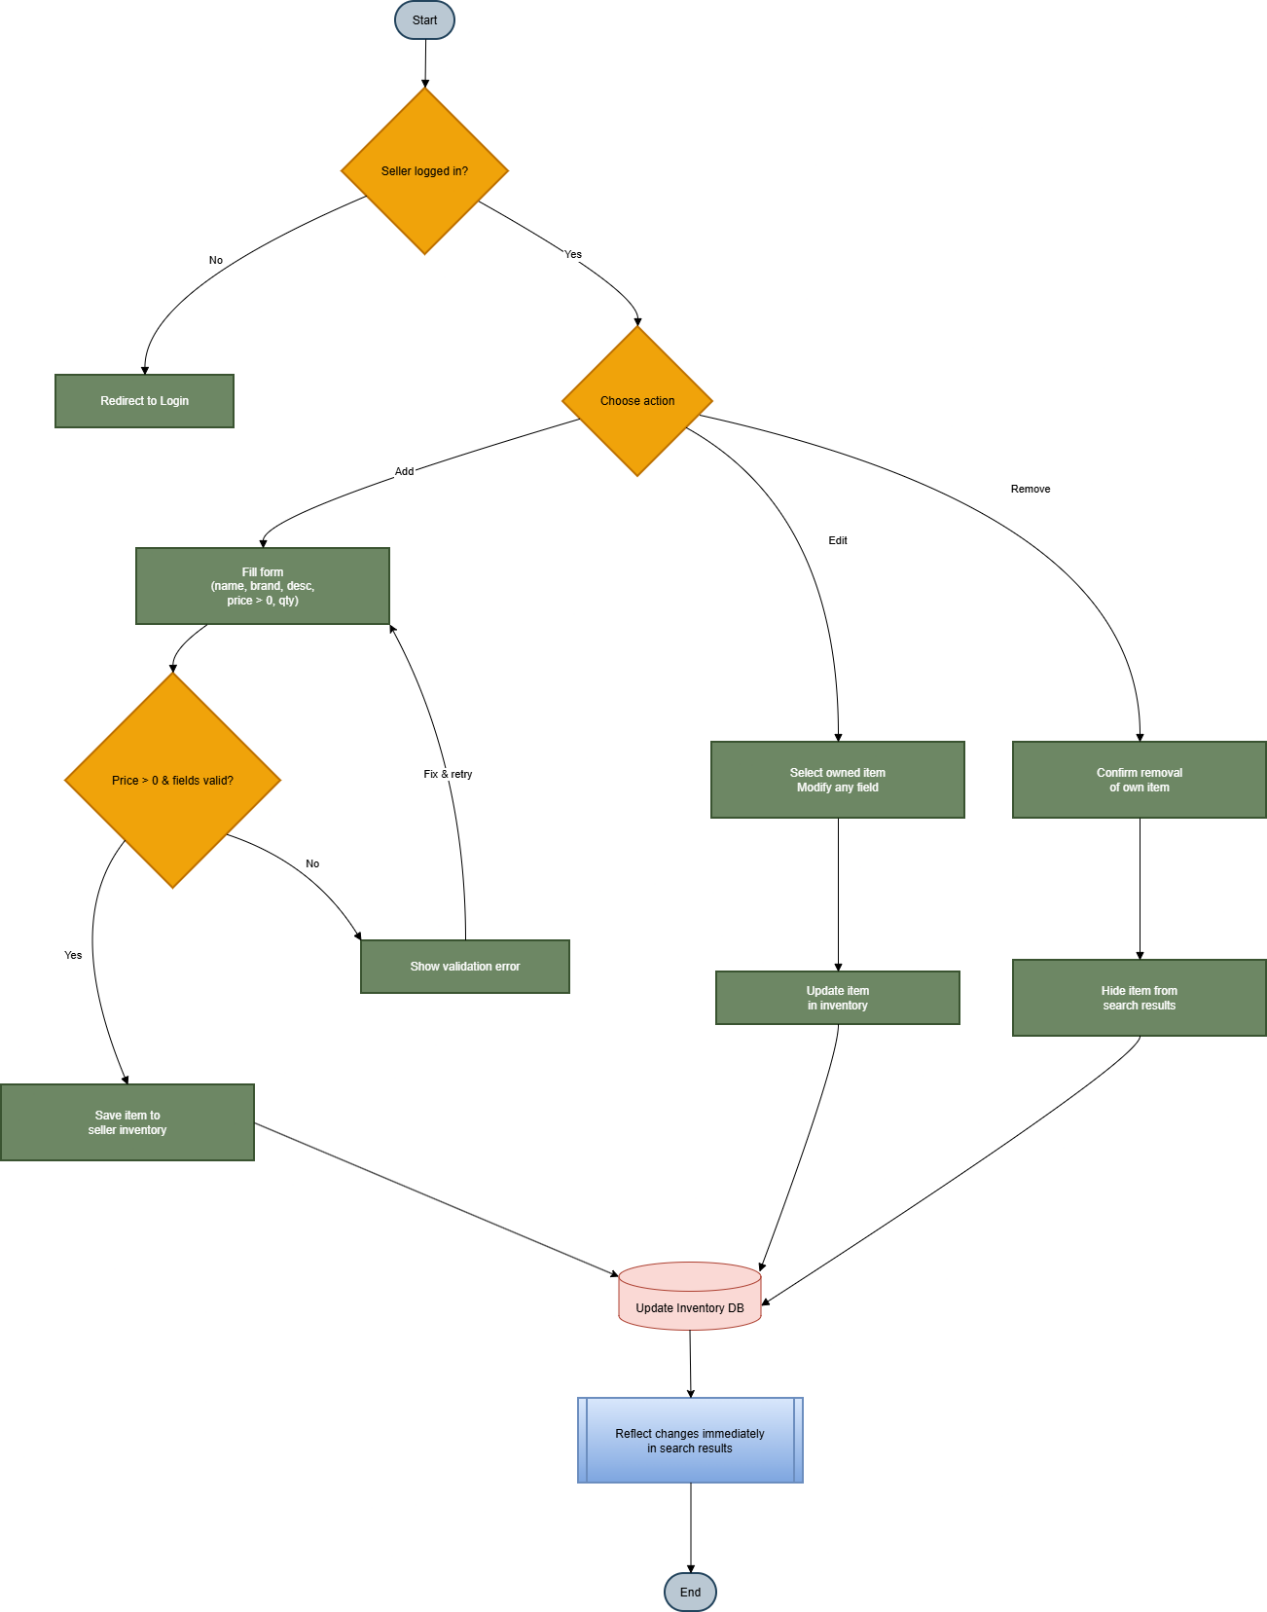 Start
Seller logged in?
No
Yes
Redirect to Login
Choose action
Add
Remove
Edit
Fill form
(name, brand, desc,
price > 0, qty)
Price > 0 & fields valid?
Fix & retry
Select owned item
Modify any field
Confirm removal
of own item
No
Yes
Show validation error
Update item
in inventory
Hide item from
search results
Save item to
seller inventory
Update Inventory DB
Reflect changes immediately
in search results
End